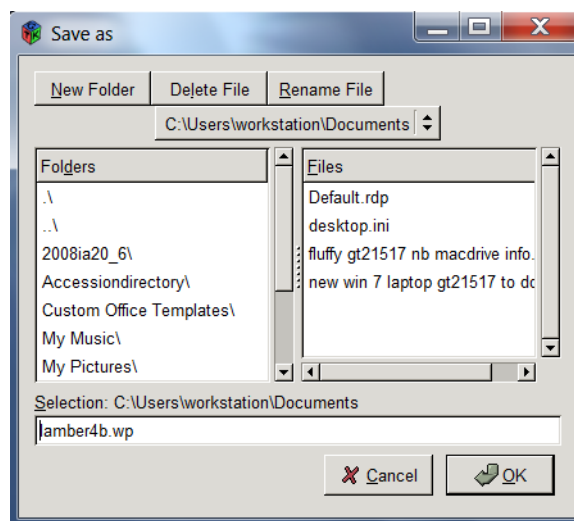 Save as
New Folder Delete File Rename File
C:\Users\workstation\Documents
Folders
.\
..\
2008ia20_6\
Accessiondirectory\
Custom Office Templates\
My Music\
My Pictures\
Files
Default.rdp
desktop.ini
fluffy gt21517 nb macdrive info.
new win 7 laptop gt21517 to dc
Selection: C:\Users\workstation\Documents
lamber4b.wp
Cancel OK